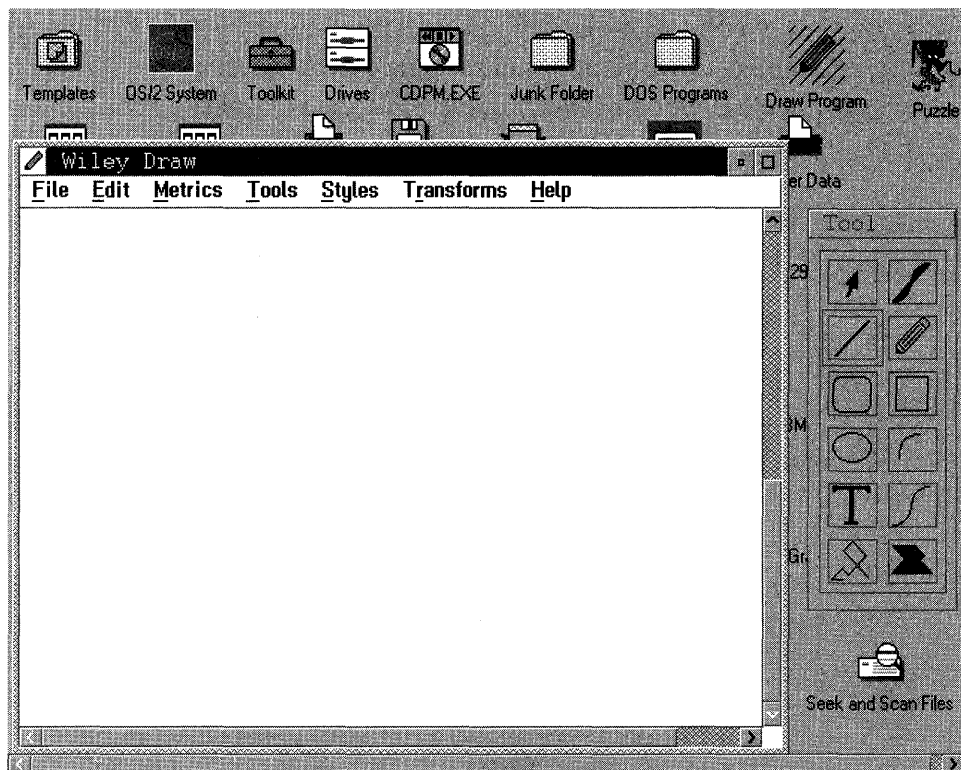 Templates OS/2 System Toolkit Drives CDPM.EXE Junk Folder DOS Programs Draw Program Puzzle
Wiley Draw
er Data
File Edit Metrics Tools Styles Transforms Help
Tool
29
3M
T
Gr
Seek and Scan Files